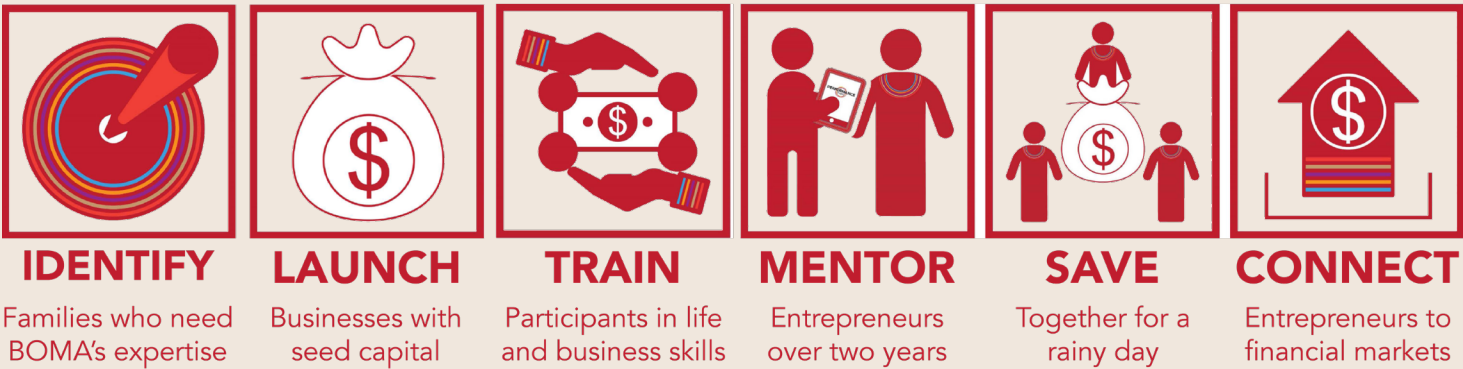 $
$
$
$
$
IDENTIFY
Families who need
BOMA's expertise
LAUNCH
Businesses with
seed capital
TRAIN
Participants in life
and business skills
MENTOR
Entrepreneurs
over two years
SAVE
Together for a
rainy day
CONNECT
Entrepreneurs to
financial markets